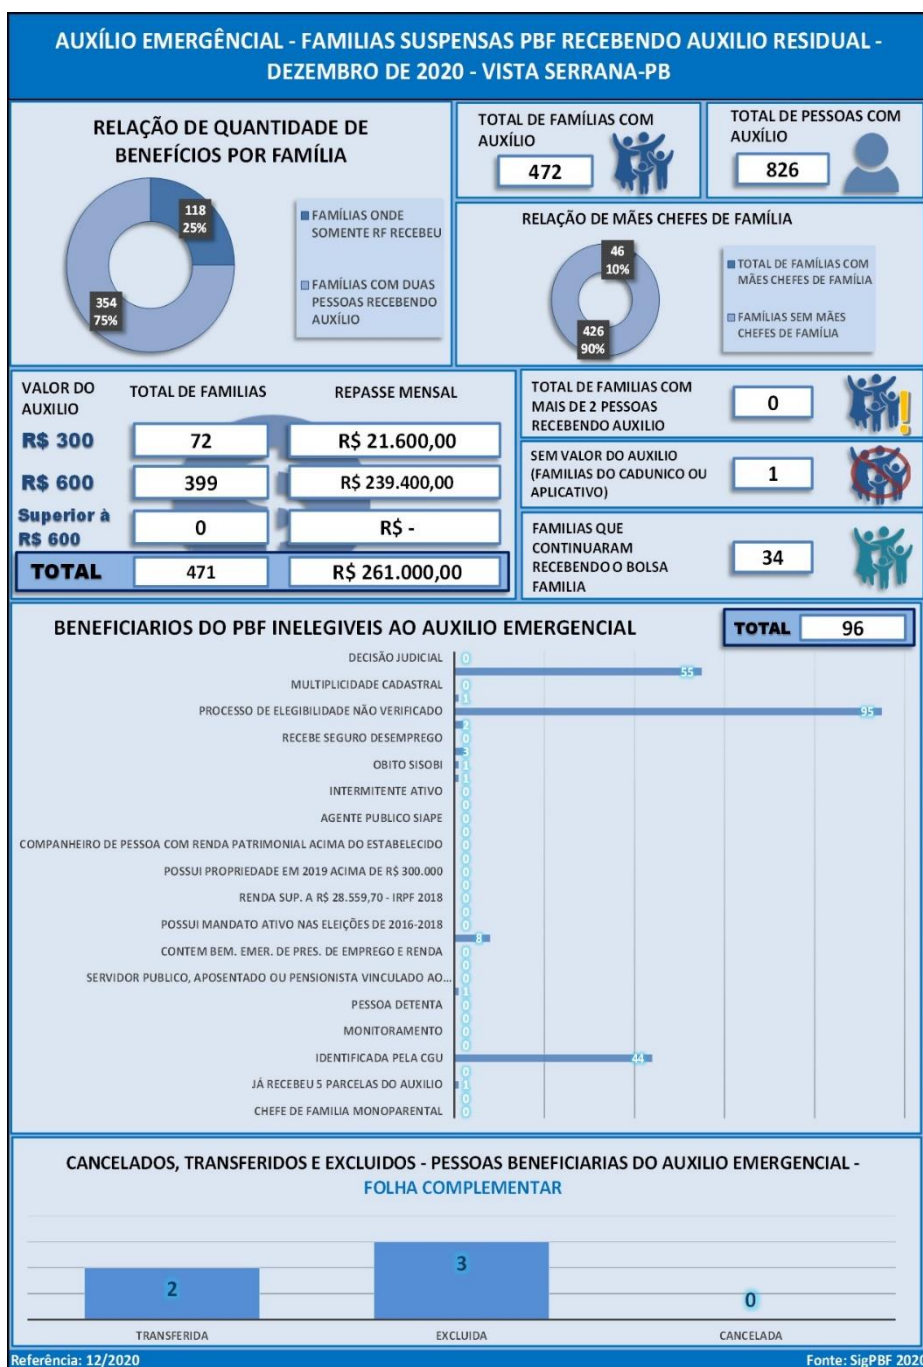 AUXÍLIO EMERGÊNCIAL - FAMILIAS SUSPENSAS PBF RECEBENDO AUXILIO RESIDUAL -
DEZEMBRO DE 2020 - VISTA SERRANA-PB
RELAÇÃO DE QUANTIDADE DE
BENEFÍCIOS POR FAMÍLIA
118
25%
354
75%
FAMÍLIAS ONDE
SOMENTE RF RECEBEU
FAMÍLIAS COM DUAS
PESSOAS RECEBENDO
AUXÍLIO
TOTAL DE FAMÍLIAS COM
AUXÍLIO
472
TOTAL DE PESSOAS COM
AUXÍLIO
826
RELAÇÃO DE MÃES CHEFES DE FAMÍLIA
46
10%
426
90%
TOTAL DE FAMÍLIAS COM
MÃES CHEFES DE FAMÍLIA
FAMÍLIAS SEM MÃES
CHEFES DE FAMÍLIA
VALOR DO
AUXILIO
TOTAL DE FAMILIAS
REPASSE MENSAL
R$ 300
72
R$ 21.600,00
R$ 600
399
R$ 239.400,00
Superior à
R$ 600
0
R$ -
TOTAL
471
R$ 261.000,00
TOTAL DE FAMILIAS COM
MAIS DE 2 PESSOAS
RECEBENDO AUXILIO
0
SEM VALOR DO AUXILIO
(FAMILIAS DO CADUNICO OU
APLICATIVO)
1
FAMILIAS QUE
CONTINUARAM
RECEBENDO O BOLSA
FAMILIA
34
BENEFICIARIOS DO PBF INELEGIVEIS AO AUXILIO EMERGENCIAL
TOTAL
96
DECISÃO JUDICIAL
0
55
MULTIPLICIDADE CADASTRAL
0
1
PROCESSO DE ELEGIBILIDADE NÃO VERIFICADO
95
2
RECEBE SEGURO DESEMPREGO
0
3
OBITO SISOBI
1
1
INTERMITENTE ATIVO
0
0
AGENTE PUBLICO SIAPE
0
0
COMPANHEIRO DE PESSOA COM RENDA PATRIMONIAL ACIMA DO ESTABELECIDO
0
0
POSSUI PROPRIEDADE EM 2019 ACIMA DE R$ 300.000
0
0
RENDA SUP. A R$ 28.559,70 - IRPF 2018
0
0
POSSUI MANDATO ATIVO NAS ELEIÇÕES DE 2016-2018
0
8
CONTEM BEM. EMER. DE PRES. DE EMPREGO E RENDA
0
0
SERVIDOR PUBLICO, APOSENTADO OU PENSIONISTA VINCULADO AO...
0
1
PESSOA DETENTA
0
0
MONITORAMENTO
0
0
IDENTIFICADA PELA CGU
44
0
JÁ RECEBEU 5 PARCELAS DO AUXILIO
1
0
CHEFE DE FAMILIA MONOPARENTAL
0
CANCELADOS, TRANSFERIDOS E EXCLUIDOS - PESSOAS BENEFICIARIAS DO AUXILIO EMERGENCIAL -
FOLHA COMPLEMENTAR
2
3
0
TRANSFERIDA
EXCLUIDA
CANCELADA
Referência: 12/2020
Fonte: SigPBF 2020